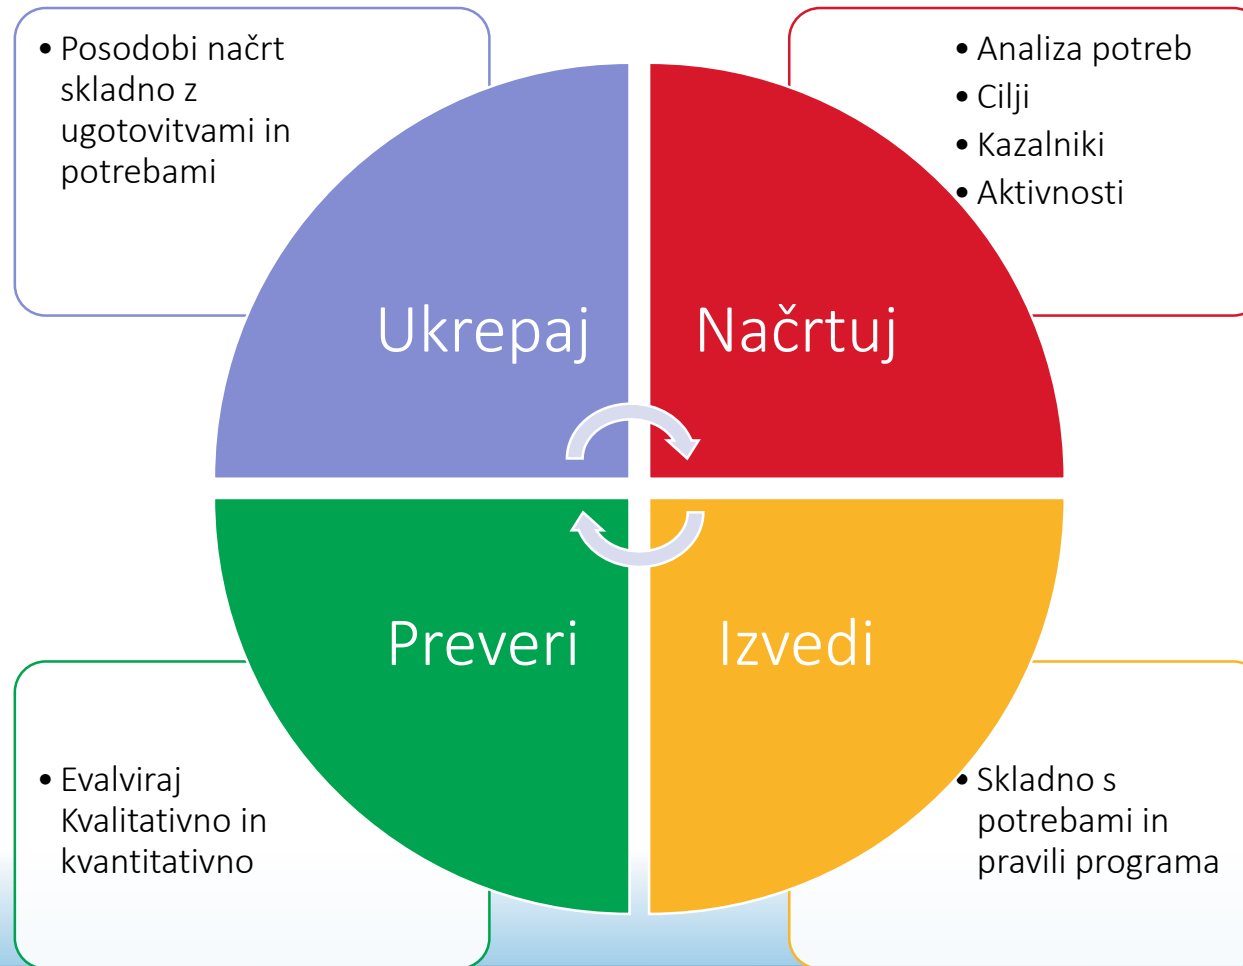 • Posodobi načrt
skladno z
ugotovitvami in
potrebami
• Analiza potreb
• Cilji
• Kazalniki
• Aktivnosti
Ukrepaj
Načrtuj
Preveri
Izvedi
• Evalviraj
Kvalitativno in
kvantitativno
• Skladno s
potrebami in
pravili programa